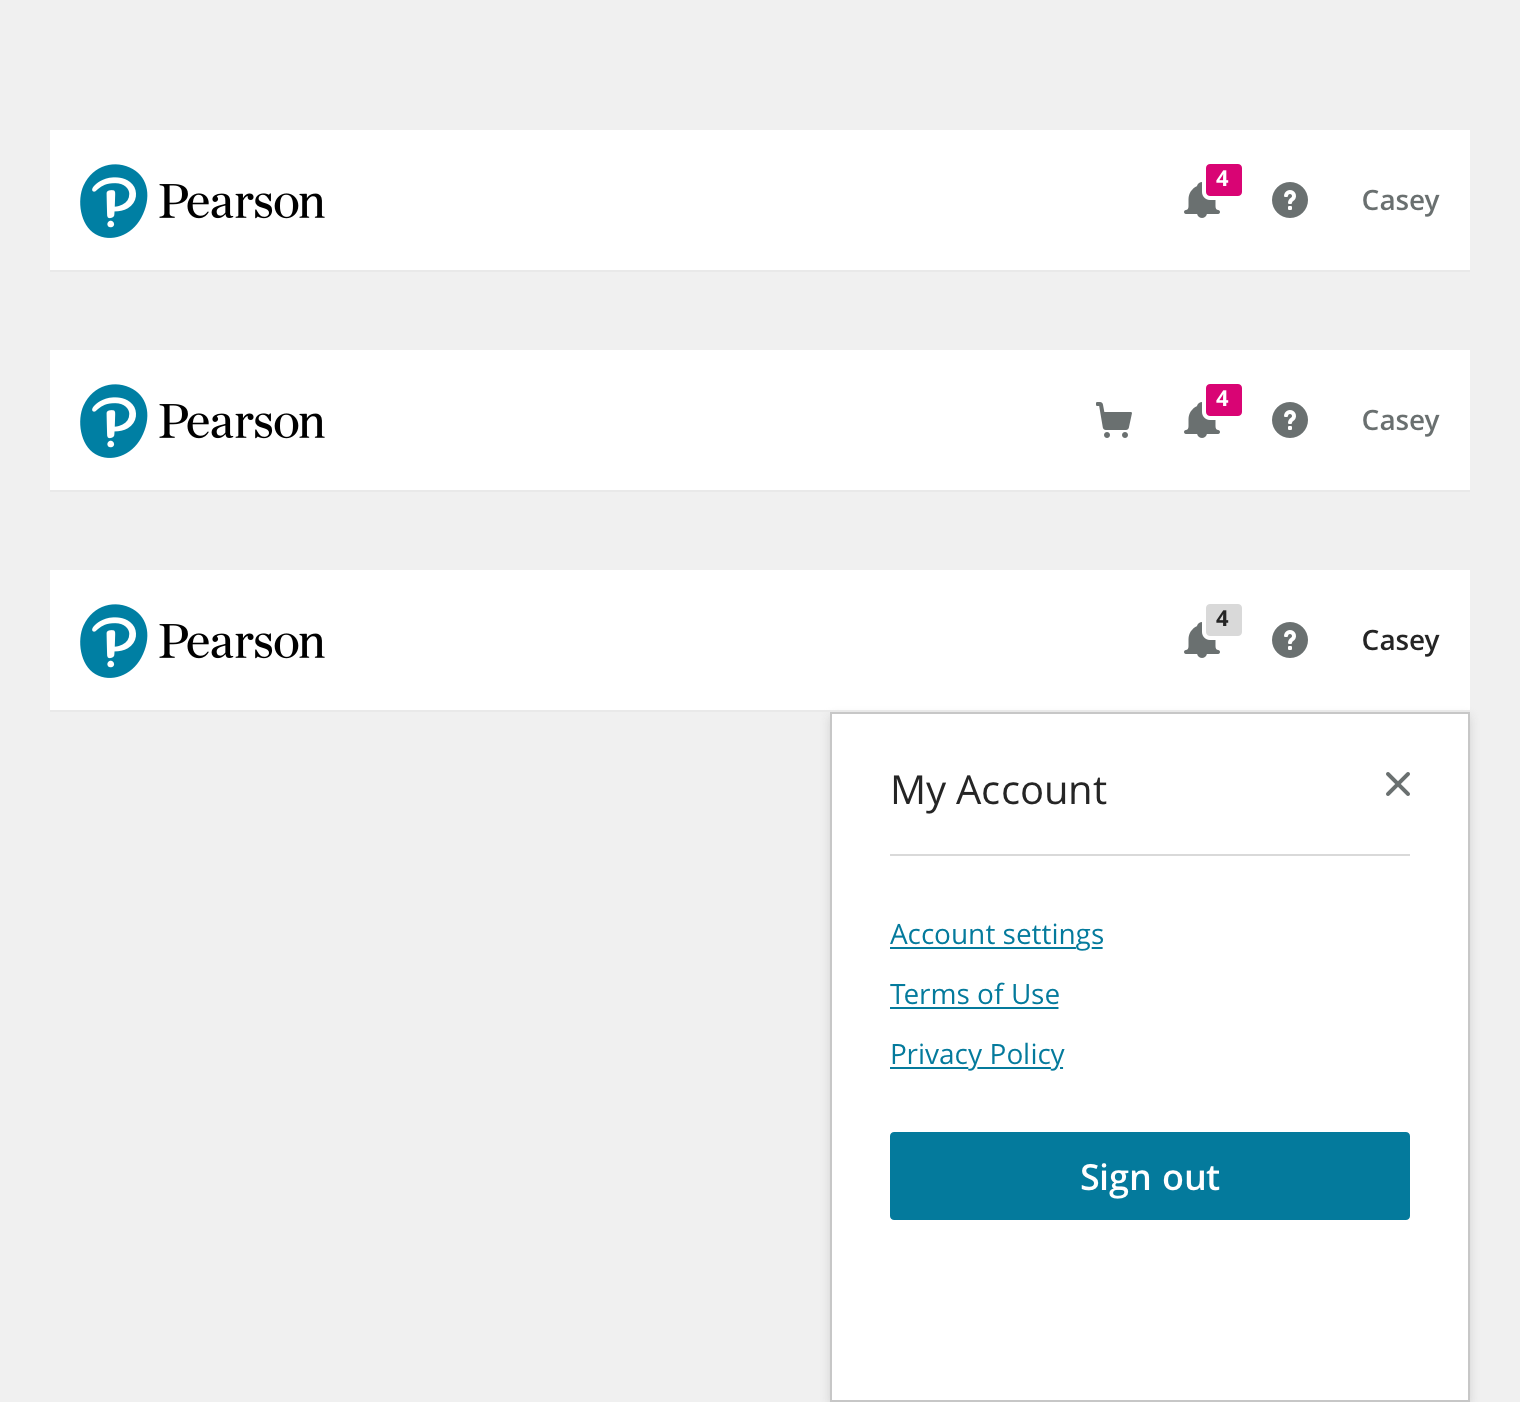 Pearson 4 ? Casey
Pearson 4 ? Casey
Pearson 4 ? Casey
My Account
Account settings
Terms of Use
Privacy Policy
Sign out